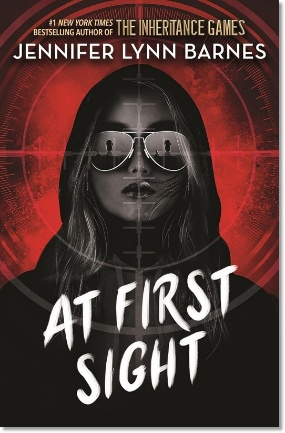 #1 NEW YORK TIMES
BESTSELLING AUTHOR OF THE INHERITANCE GAMES
JENNIFER LYNN BARNES
AT FIRST
SIGHT